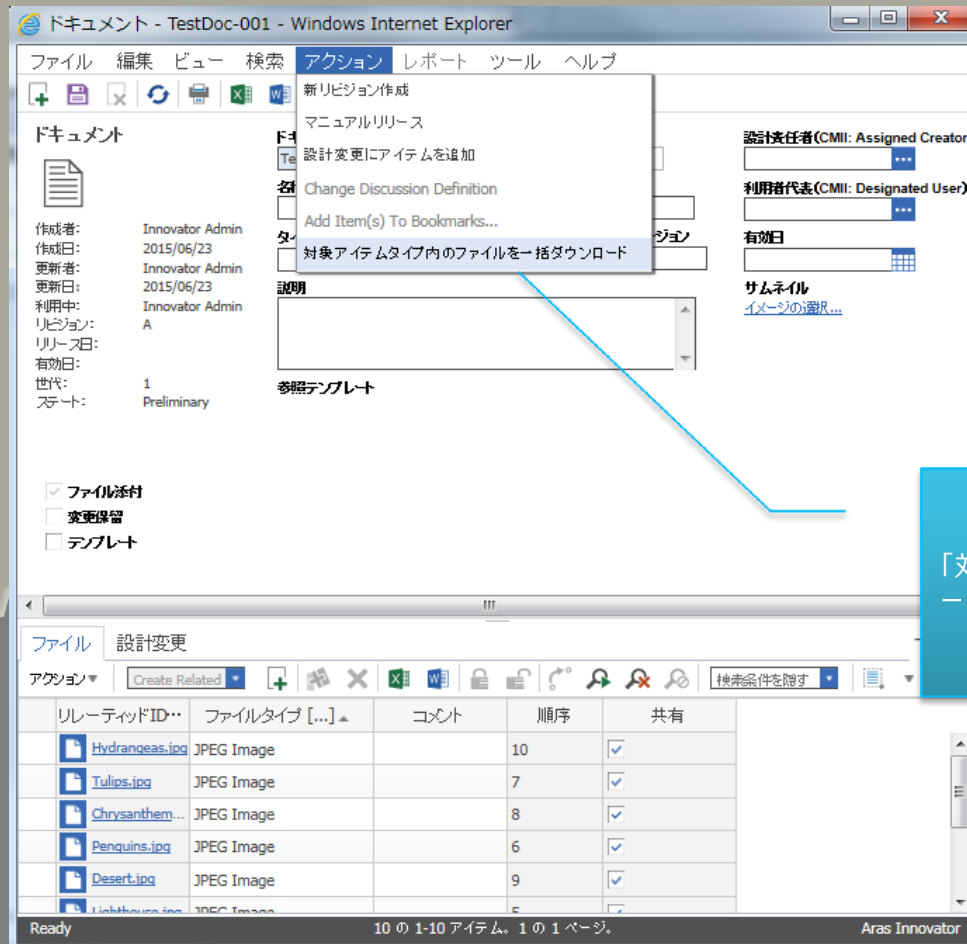 ドキュメント - TestDoc-001 - Windows Internet Explorer
ファイル 編集 ビュー 検索 アクション レポート ツール ヘルプ
新リビジョン作成
マニュアルリリース
設計変更にアイテムを追加
Change Discussion Definition
Add Item(s) To Bookmarks...
対象アイテムタイプ内のファイルを一括ダウンロード
ドキュメント
作成者: Innovator Admin
作成日: 2015/06/23
更新者: Innovator Admin
更新日: 2015/06/23
利用中: Innovator Admin
リビジョン: A
リリース日:
有効日:
世代: 1
ステート: Preliminary
説明
参照テンプレート
設計責任者(CMII: Assigned Creator
利用者代表(CMII: Designated User)
有効日
サムネイル
イメージの選択...
ファイル添付
変更保留
テンプレート
ファイル 設計変更
アクション Create Related 検索条件を隠す
リレーティッドID… ファイルタイプ [...] コメント 順序 共有
Hydrangeas.jpg JPEG Image 10
Tulips.jpg JPEG Image 7
Chrysanthem... JPEG Image 8
Penguins.jpg JPEG Image 6
Desert.jpg JPEG Image 9
Lighthouse.jpg JPEG Image 5
Ready 10 の 1-10 アイテム。1 の 1 ページ。 Aras Innovator